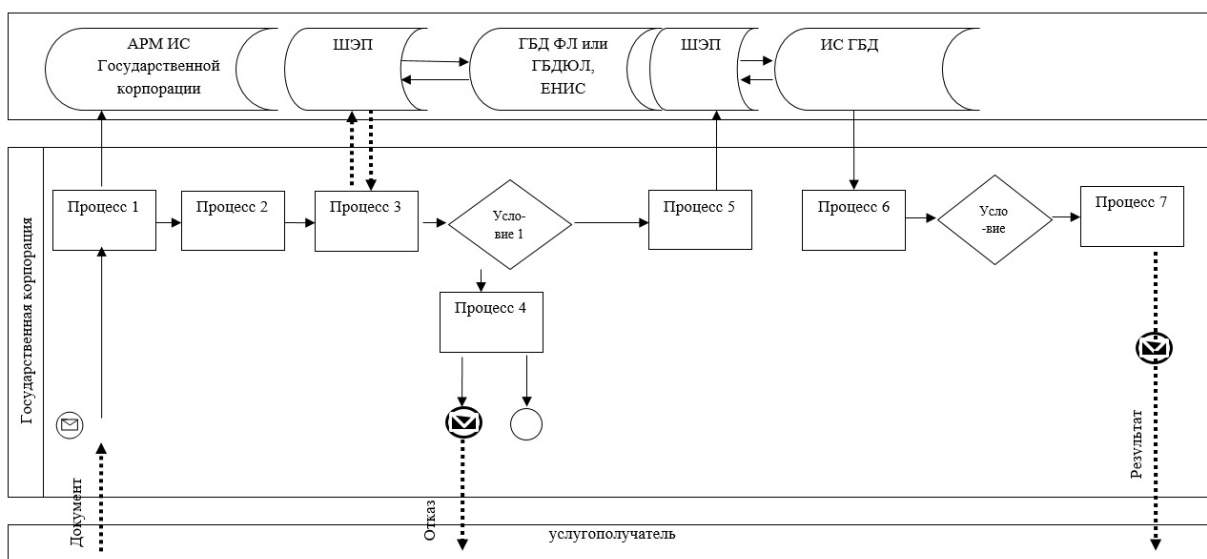 АРМ ИС
Государственной
корпорации
ШЭП
ГБД ФЛ или
ГБДЮЛ,
ЕНИС
ШЭП
ИС ГБД
Государственная корпорация
Процесс 1
Процесс 2
Процесс 3
Усло-
вие 1
Процесс 5
Процесс 6
Усло
-вие
Процесс 7
Процесс 4
Документ
Отказ
Результат
услугополучатель